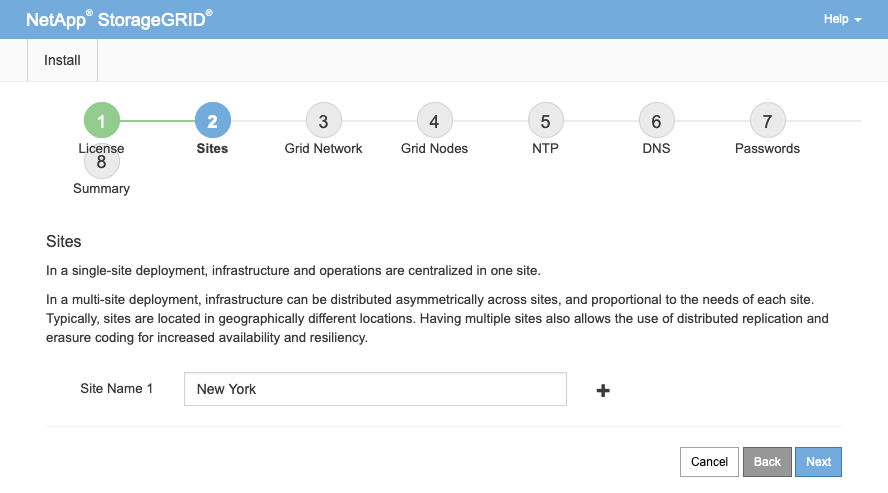 NetApp® StorageGRID®
Help
Install
1 2 3 4 5 6 7
License Sites Grid Network Grid Nodes NTP DNS Passwords
8
Summary
Sites
In a single-site deployment, infrastructure and operations are centralized in one site.
In a multi-site deployment, infrastructure can be distributed asymmetrically across sites, and proportional to the needs of each site.
Typically, sites are located in geographically different locations. Having multiple sites also allows the use of distributed replication and
erasure coding for increased availability and resiliency.
Site Name 1 New York +
Cancel Back Next